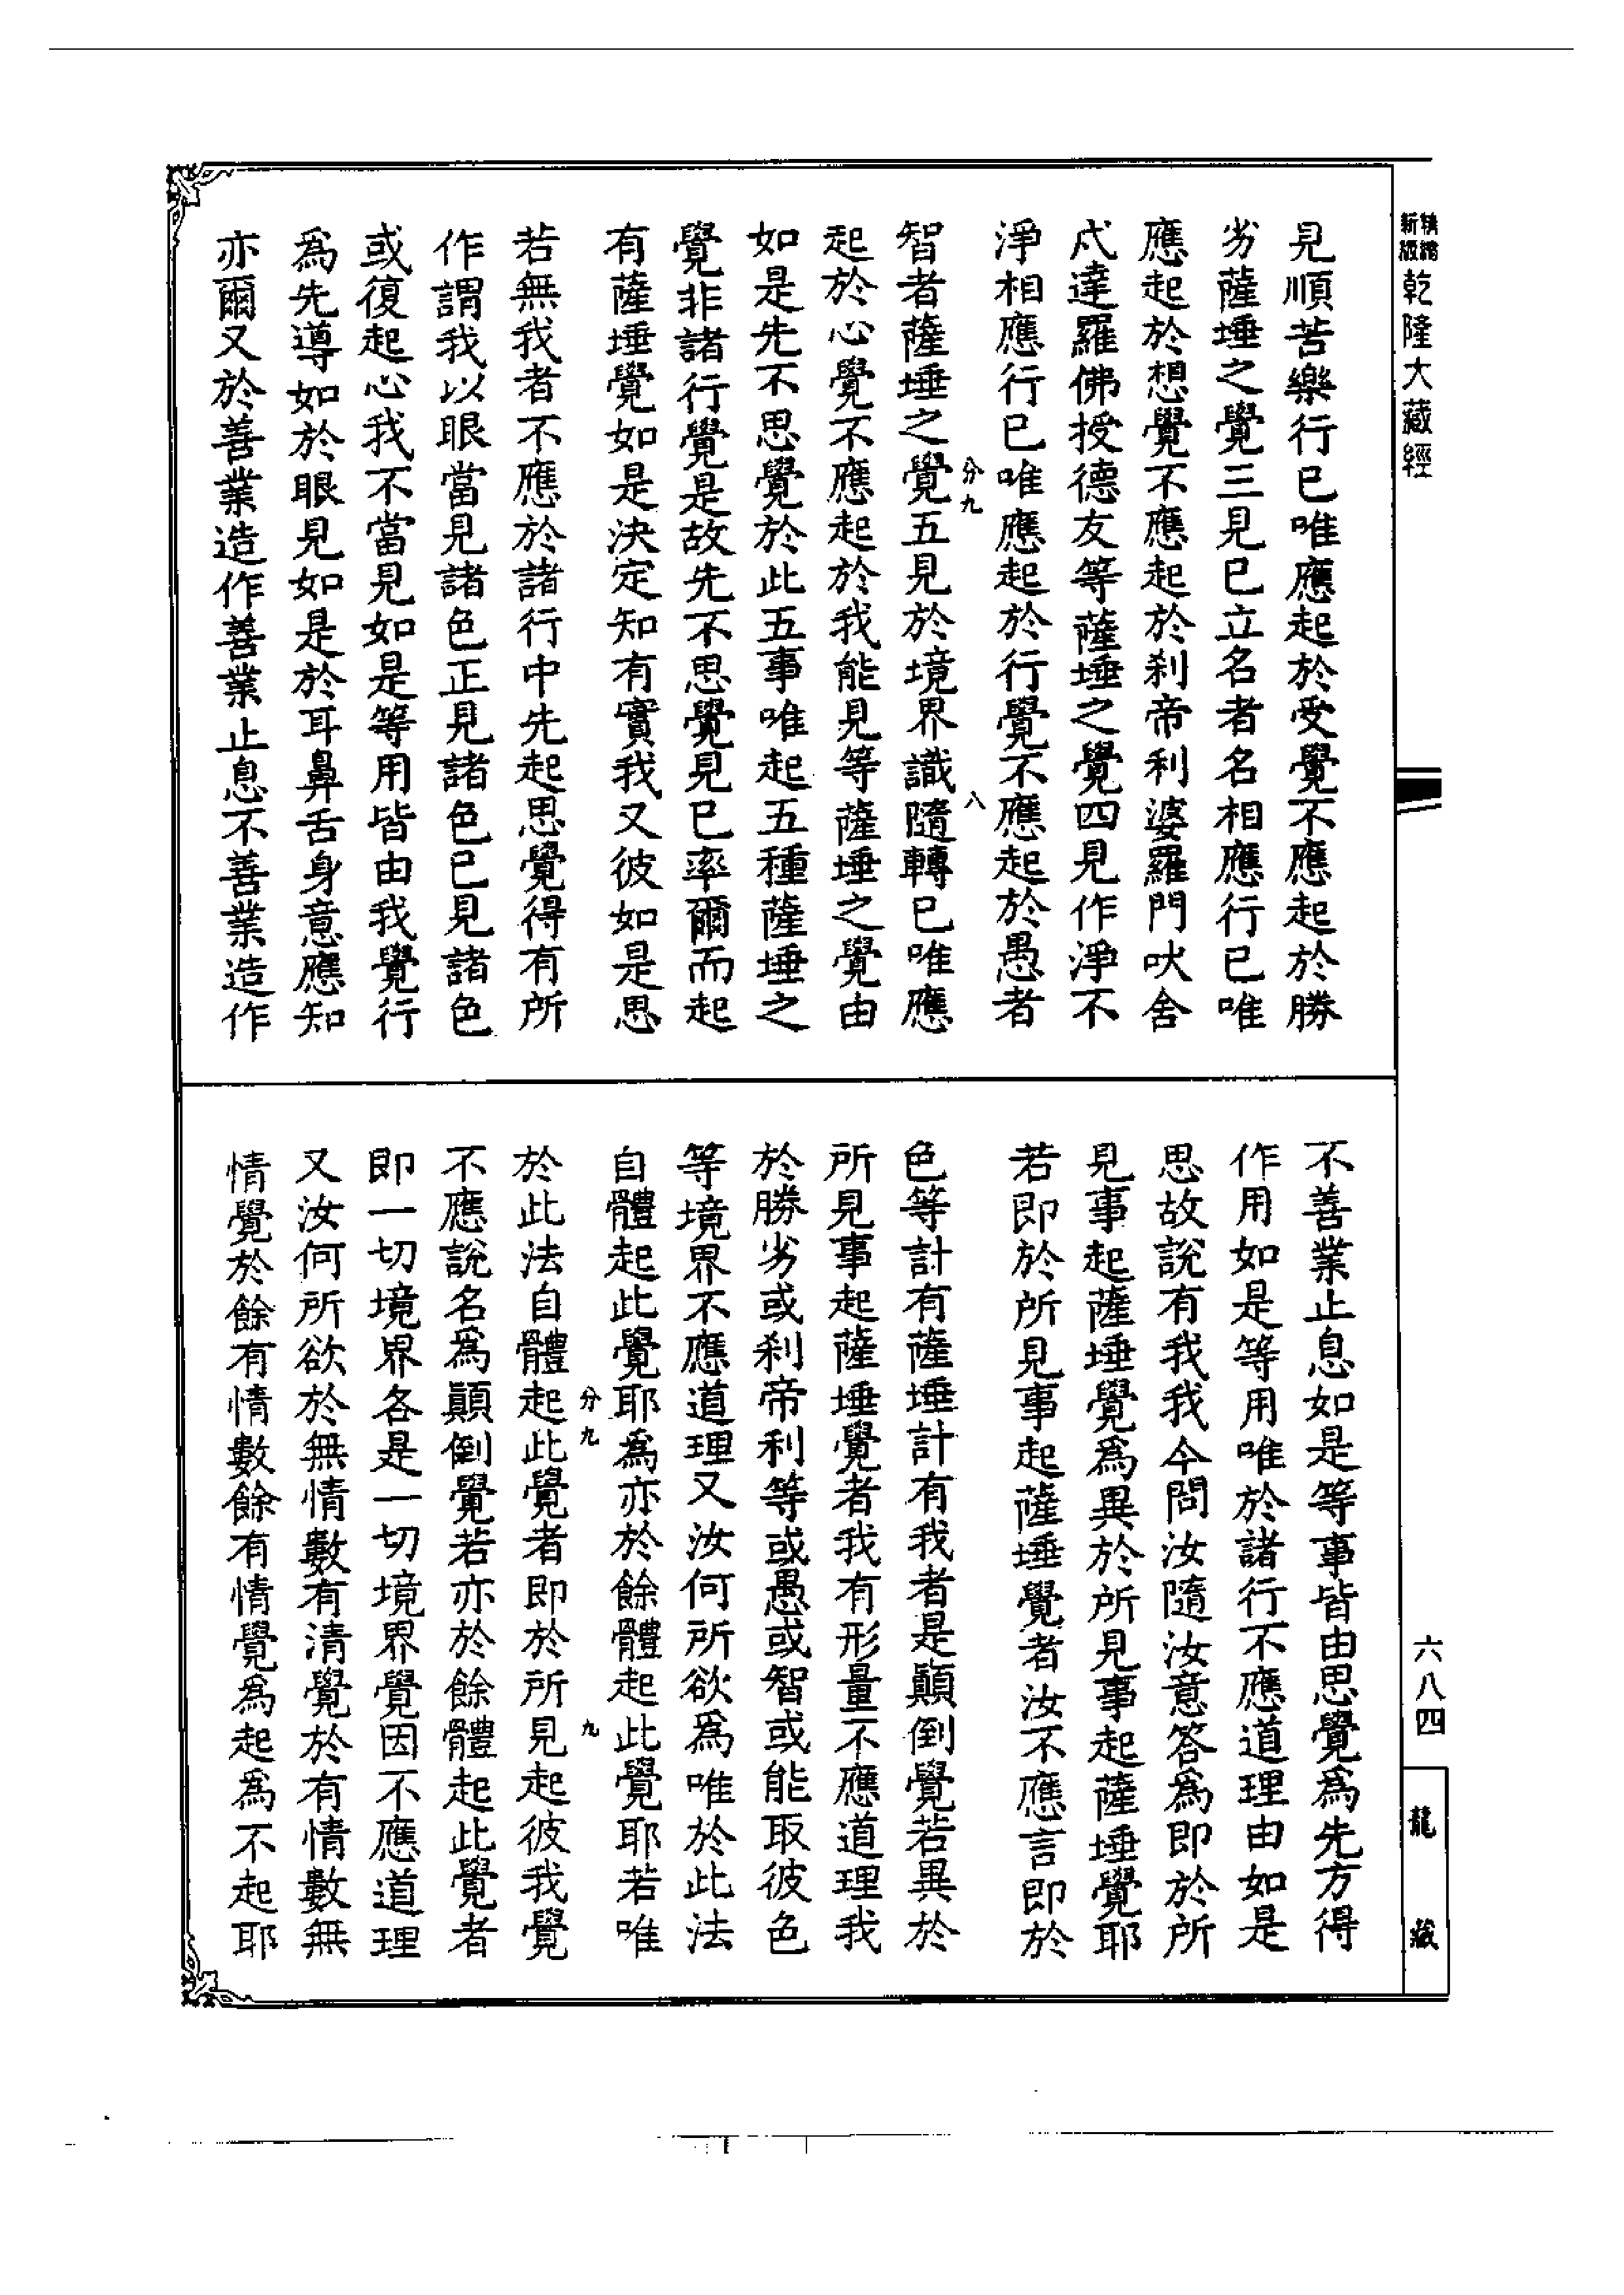 新編縮版
乾隆大藏經
見順苦樂行已唯應起於受覺不應起於勝
劣薩埵之覺三見已立名者名相應行已唯
應起於想覺不應起於刹帝利婆羅門吠舍
戍達羅佛授德友等薩埵之覺四見作淨不
淨相應行已唯應起於行覺不應起於愚者
分九
八
智者薩埵之覺五見於境界識隨轉已唯應
起於心覺不應起於我能見等薩埵之覺由
如是先不思覺於此五事唯起五種薩埵之
覺非諸行覺是故先不思覺見已率爾而起
有薩埵覺如是決定知有實我又彼如是思
若無我者不應於諸行中先起思覺得有所
作謂我以眼當見諸色正見諸色已見諸色
或復起心我不當見如是等用皆由我覺行
為先導如於眼見如是於耳鼻舌身意應知
亦爾又於善業造作善業止息不善業造作
不善業止息如是等事皆由思覺為先方得
作用如是等用唯於諸行不應道理由如是
思故說有我我今問汝隨汝意答為即於所
見事起薩埵覺為異於所見事起薩埵覺耶
若即於所見事起薩埵覺者汝不應言即於
色等計有薩埵計有我者是顛倒覺若異於
所見事起薩埵覺者我有形量不應道理我
於勝劣或刹帝利等或愚或智或能取彼色
等境界不應道理又汝何所欲為唯於此法
自體起此覺耶為亦於餘體起此覺耶若唯
分九
九
於此法自體起此覺者即於所見起彼我覺
不應說名為顛倒覺若亦於餘體起此覺者
即一切境界各是一切境界覺因不應道理
又汝何所欲於無情數有清覺於有情數無
情覺於餘有情數餘有情覺為起為不起耶
六八四
龍藏